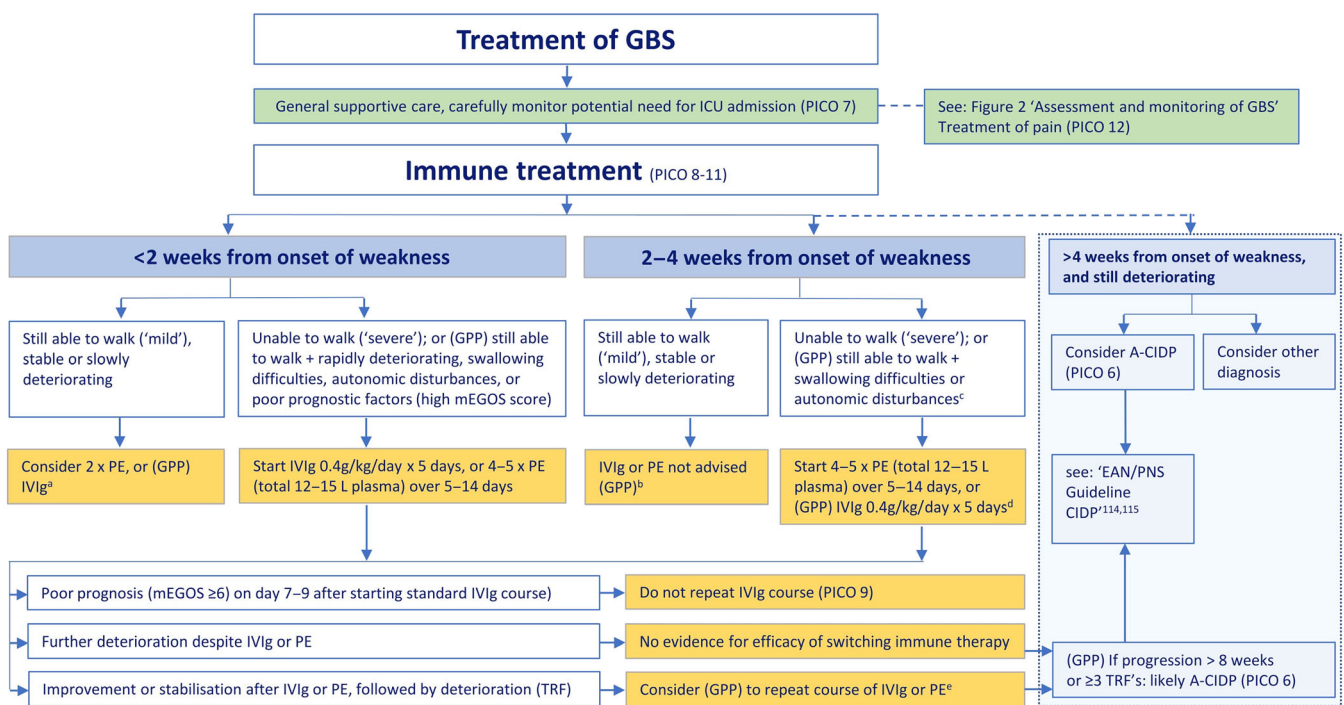 Treatment of GBS
General supportive care, carefully monitor potential need for ICU admission (PICO 7)
See: Figure 2 ‘Assessment and monitoring of GBS’
Treatment of pain (PICO 12)
Immune treatment (PICO 8-11)
<2 weeks from onset of weakness
2–4 weeks from onset of weakness
>4 weeks from onset of weakness,
and still deteriorating
Still able to walk (‘mild’),
stable or slowly
deteriorating
Unable to walk (‘severe’); or (GPP) still able
to walk + rapidly deteriorating, swallowing
difficulties, autonomic disturbances, or
poor prognostic factors (high mEGOS score)
Still able to walk
(‘mild’), stable or
slowly deteriorating
Unable to walk (‘severe’); or
(GPP) still able to walk +
swallowing difficulties or
autonomic disturbancesᶜ
Consider A-CIDP
(PICO 6)
Consider other
diagnosis
Consider 2 x PE, or (GPP)
IVIgᵃ
Start IVIg 0.4g/kg/day x 5 days, or 4–5 x PE
(total 12–15 L plasma) over 5–14 days
IVIg or PE not advised
(GPP)ᵇ
Start 4–5 x PE (total 12–15 L
plasma) over 5–14 days, or
(GPP) IVIg 0.4g/kg/day x 5 daysᵈ
see: ‘EAN/PNS
Guideline
CIDP’¹¹⁴,¹¹⁵
Poor prognosis (mEGOS ≥6) on day 7–9 after starting standard IVIg course)
Do not repeat IVIg course (PICO 9)
Further deterioration despite IVIg or PE
No evidence for efficacy of switching immune therapy
Improvement or stabilisation after IVIg or PE, followed by deterioration (TRF)
Consider (GPP) to repeat course of IVIg or PEᵉ
(GPP) If progression > 8 weeks
or ≥3 TRF’s: likely A-CIDP (PICO 6)